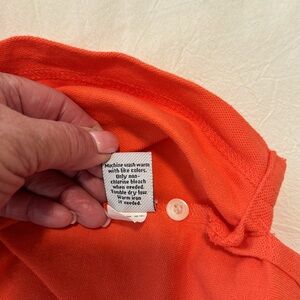 Machine wash warm
with like colors.
Only non-
chlorine bleach
when needed.
Tumble dry low.
Warm iron
if needed.